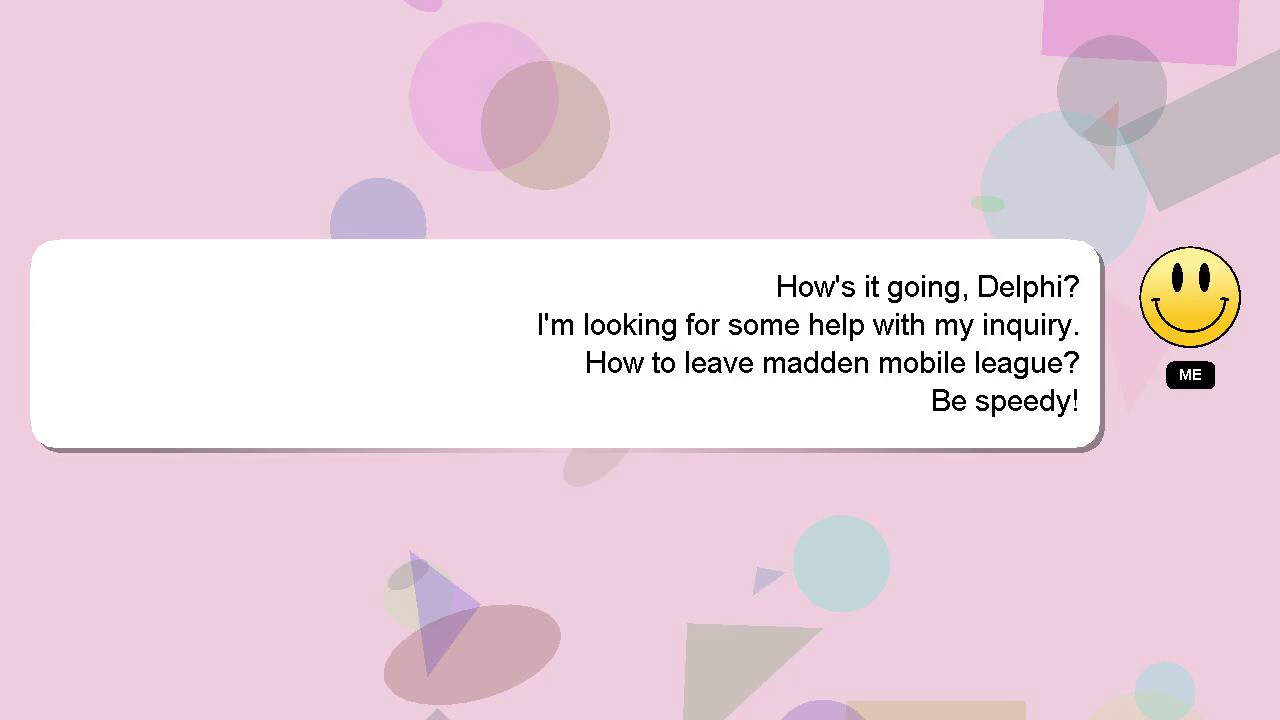 How's it going, Delphi?
I'm looking for some help with my inquiry.
How to leave madden mobile league?
Be speedy!
ME